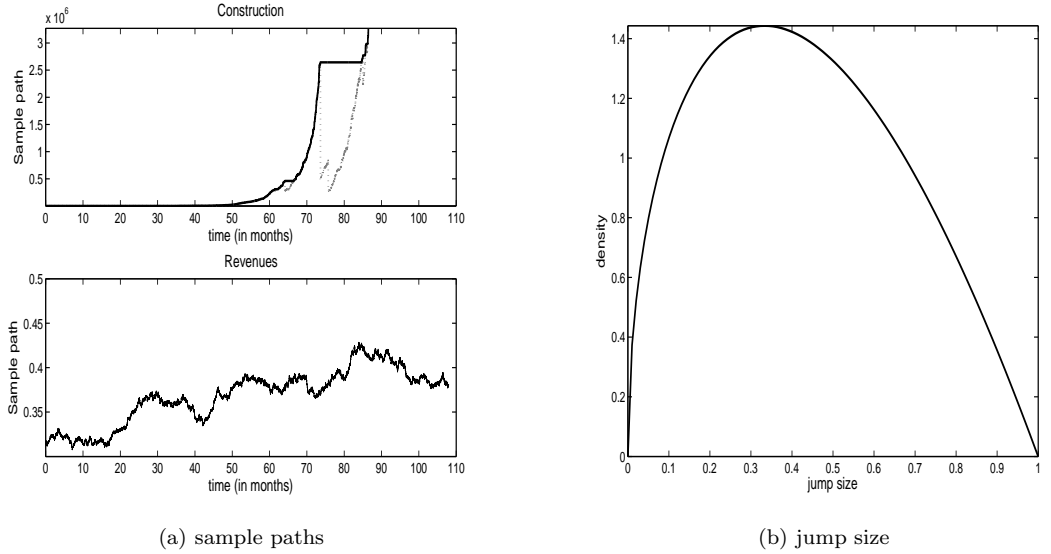 Construction
x 10^6
3
2.5
2
1.5
1
0.5
Sample path
0 10 20 30 40 50 60 70 80 90 100 110
time (in months)
Revenues
0.5
0.45
0.4
0.35
Sample path
0 10 20 30 40 50 60 70 80 90 100 110
time (in months)
(a) sample paths
1.4
1.2
1
0.8
0.6
0.4
0.2
0
density
0 0.1 0.2 0.3 0.4 0.5 0.6 0.7 0.8 0.9 1
jump size
(b) jump size